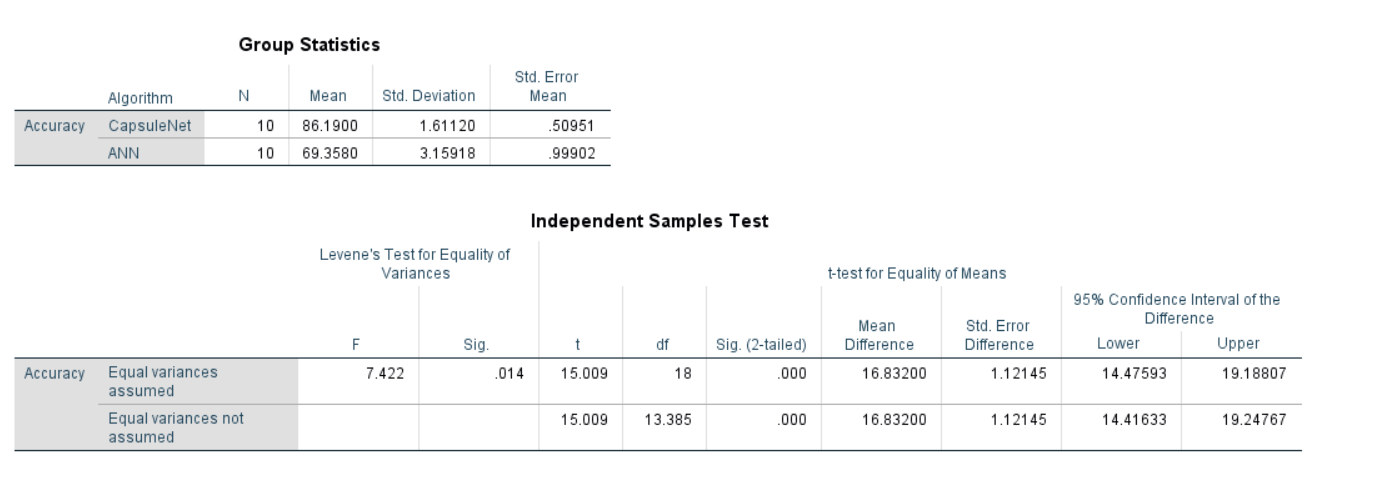 Group Statistics
Algorithm N Mean Std. Deviation Std. Error Mean
Accuracy CapsuleNet 10 86.1900 1.61120 .50951
ANN 10 69.3580 3.15918 .99902
Independent Samples Test
Levene's Test for Equality of Variances
t-test for Equality of Means
95% Confidence Interval of the Difference
F Sig. t df Sig. (2-tailed) Mean Difference Std. Error Difference Lower Upper
Accuracy Equal variances assumed 7.422 .014 15.009 18 .000 16.83200 1.12145 14.47593 19.18807
Equal variances not assumed 15.009 13.385 .000 16.83200 1.12145 14.41633 19.24767